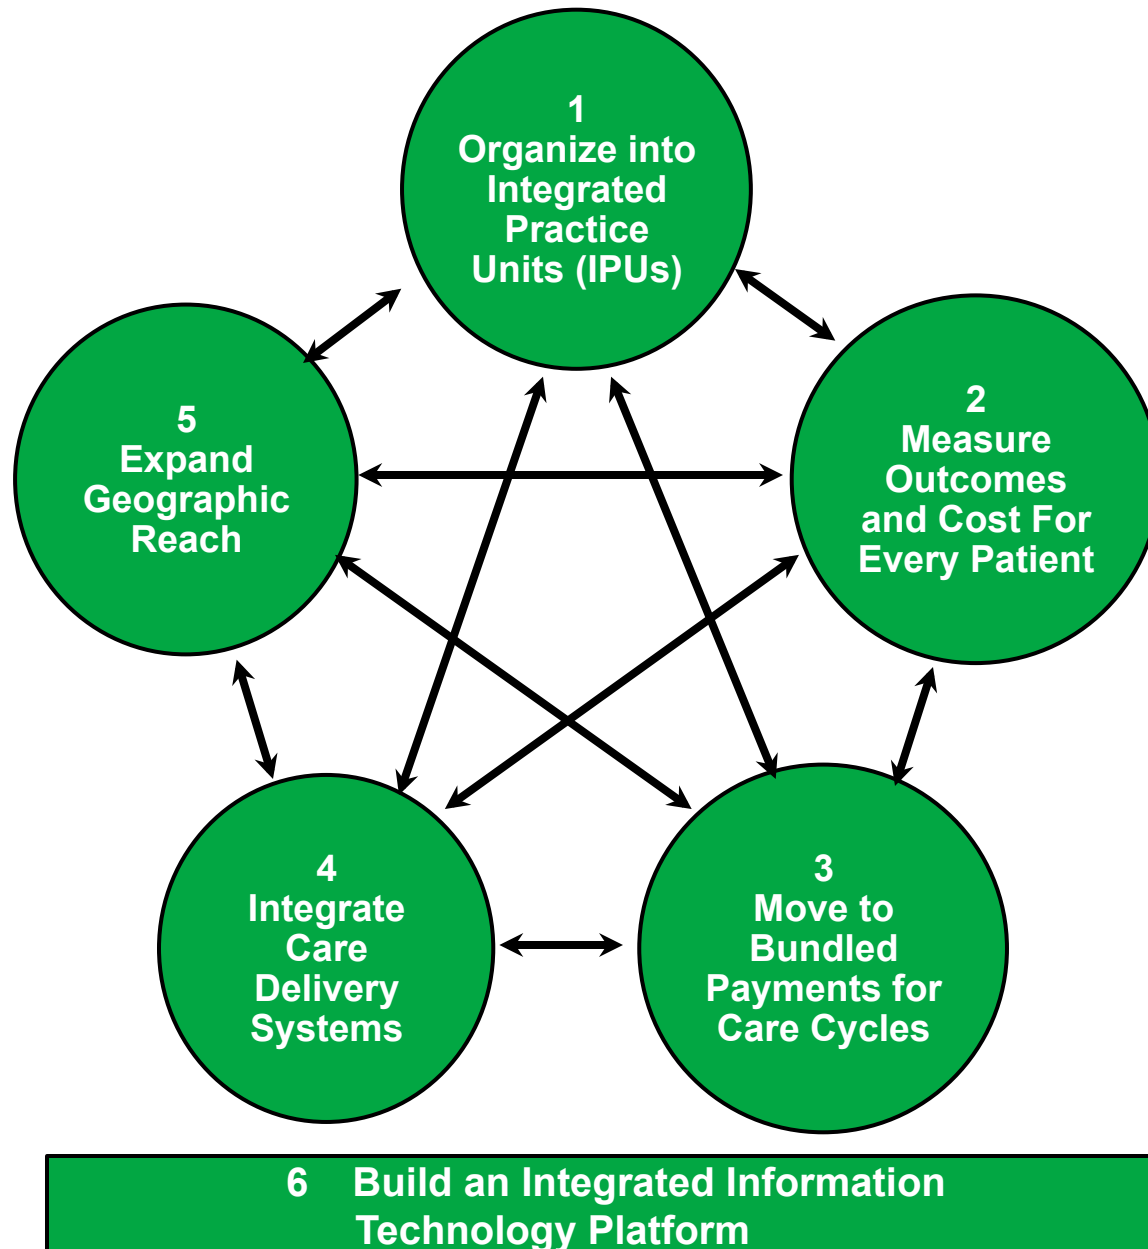 1
Organize into
Integrated
Practice
Units (IPUs)
2
Measure
Outcomes
and Cost For
Every Patient
3
Move to
Bundled
Payments for
Care Cycles
4
Integrate
Care
Delivery
Systems
5
Expand
Geographic
Reach
6 Build an Integrated Information
Technology Platform